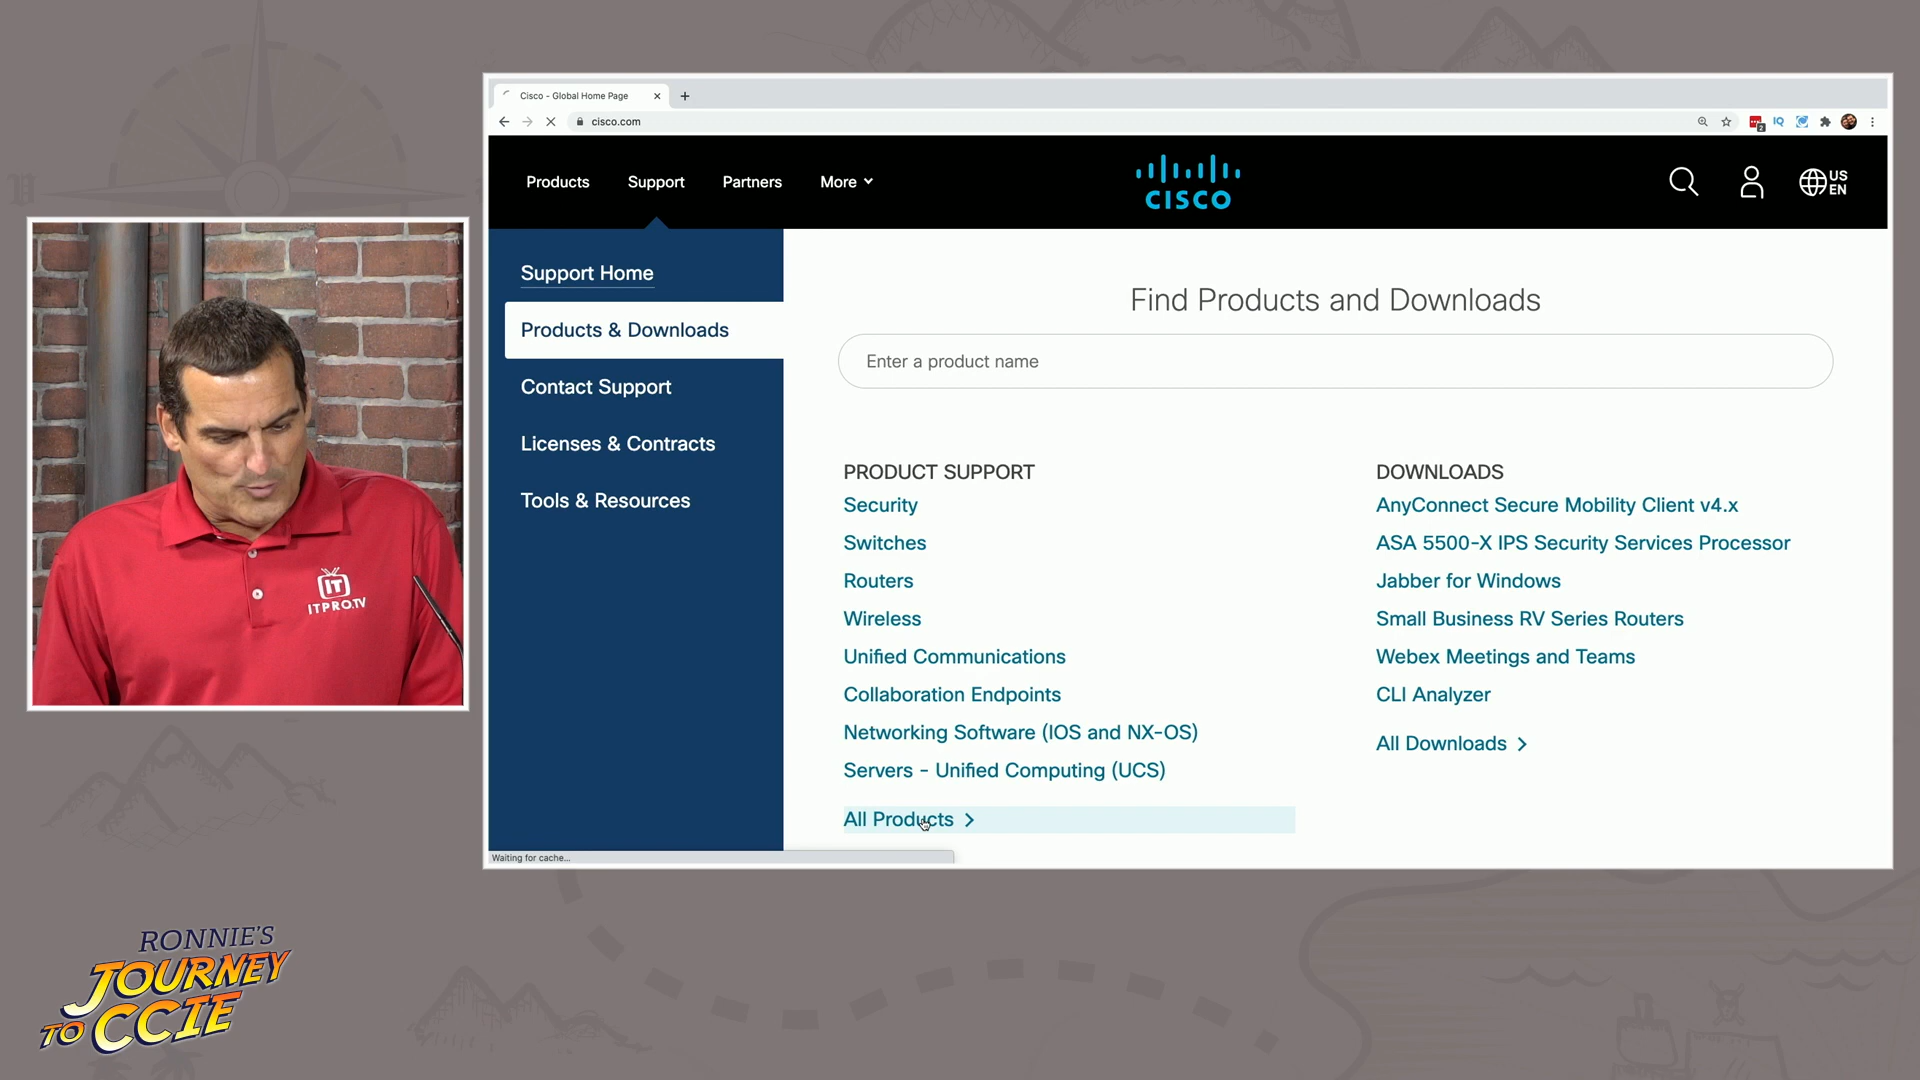 Cisco - Global Home Page
cisco.com
2
IQ
Products
Support
Partners
More
CISCO
US
EN
Support Home
Products & Downloads
Contact Support
Licenses & Contracts
Tools & Resources
Find Products and Downloads
Enter a product name
PRODUCT SUPPORT
Security
Switches
Routers
Wireless
Unified Communications
Collaboration Endpoints
Networking Software (IOS and NX-OS)
Servers - Unified Computing (UCS)
All Products
DOWNLOADS
AnyConnect Secure Mobility Client v4.x
ASA 5500-X IPS Security Services Processor
Jabber for Windows
Small Business RV Series Routers
Webex Meetings and Teams
CLI Analyzer
All Downloads
Waiting for cache...
IT
ITPRO.TV
RONNIE'S
JOURNEY
TO CCIE